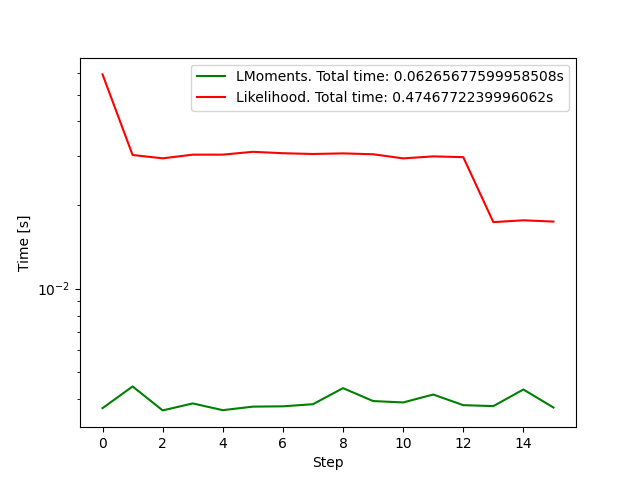 LMoments. Total time: 0.06265677599958508s
Likelihood. Total time: 0.4746772239996062s
Time [s]
10⁻²
0 2 4 6 8 10 12 14
Step